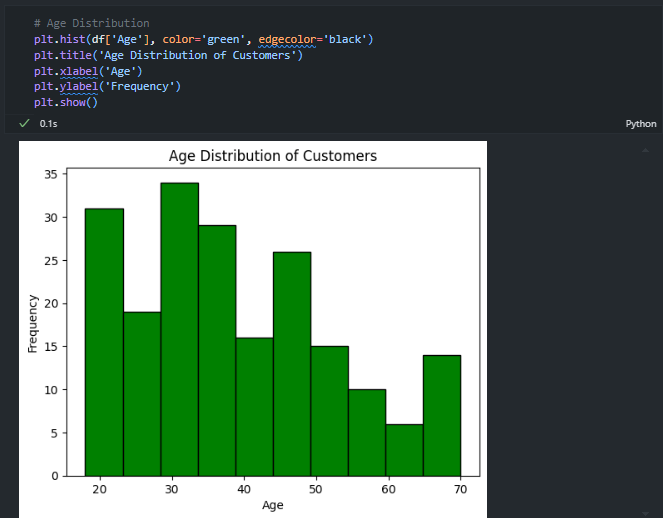 # Age Distribution
plt.hist(df['Age'], color='green', edgecolor='black')
plt.title('Age Distribution of Customers')
plt.xlabel('Age')
plt.ylabel('Frequency')
plt.show()
0.1s
Python
Age Distribution of Customers
35
30
25
20
15
10
5
0
Frequency
20 30 40 50 60 70
Age